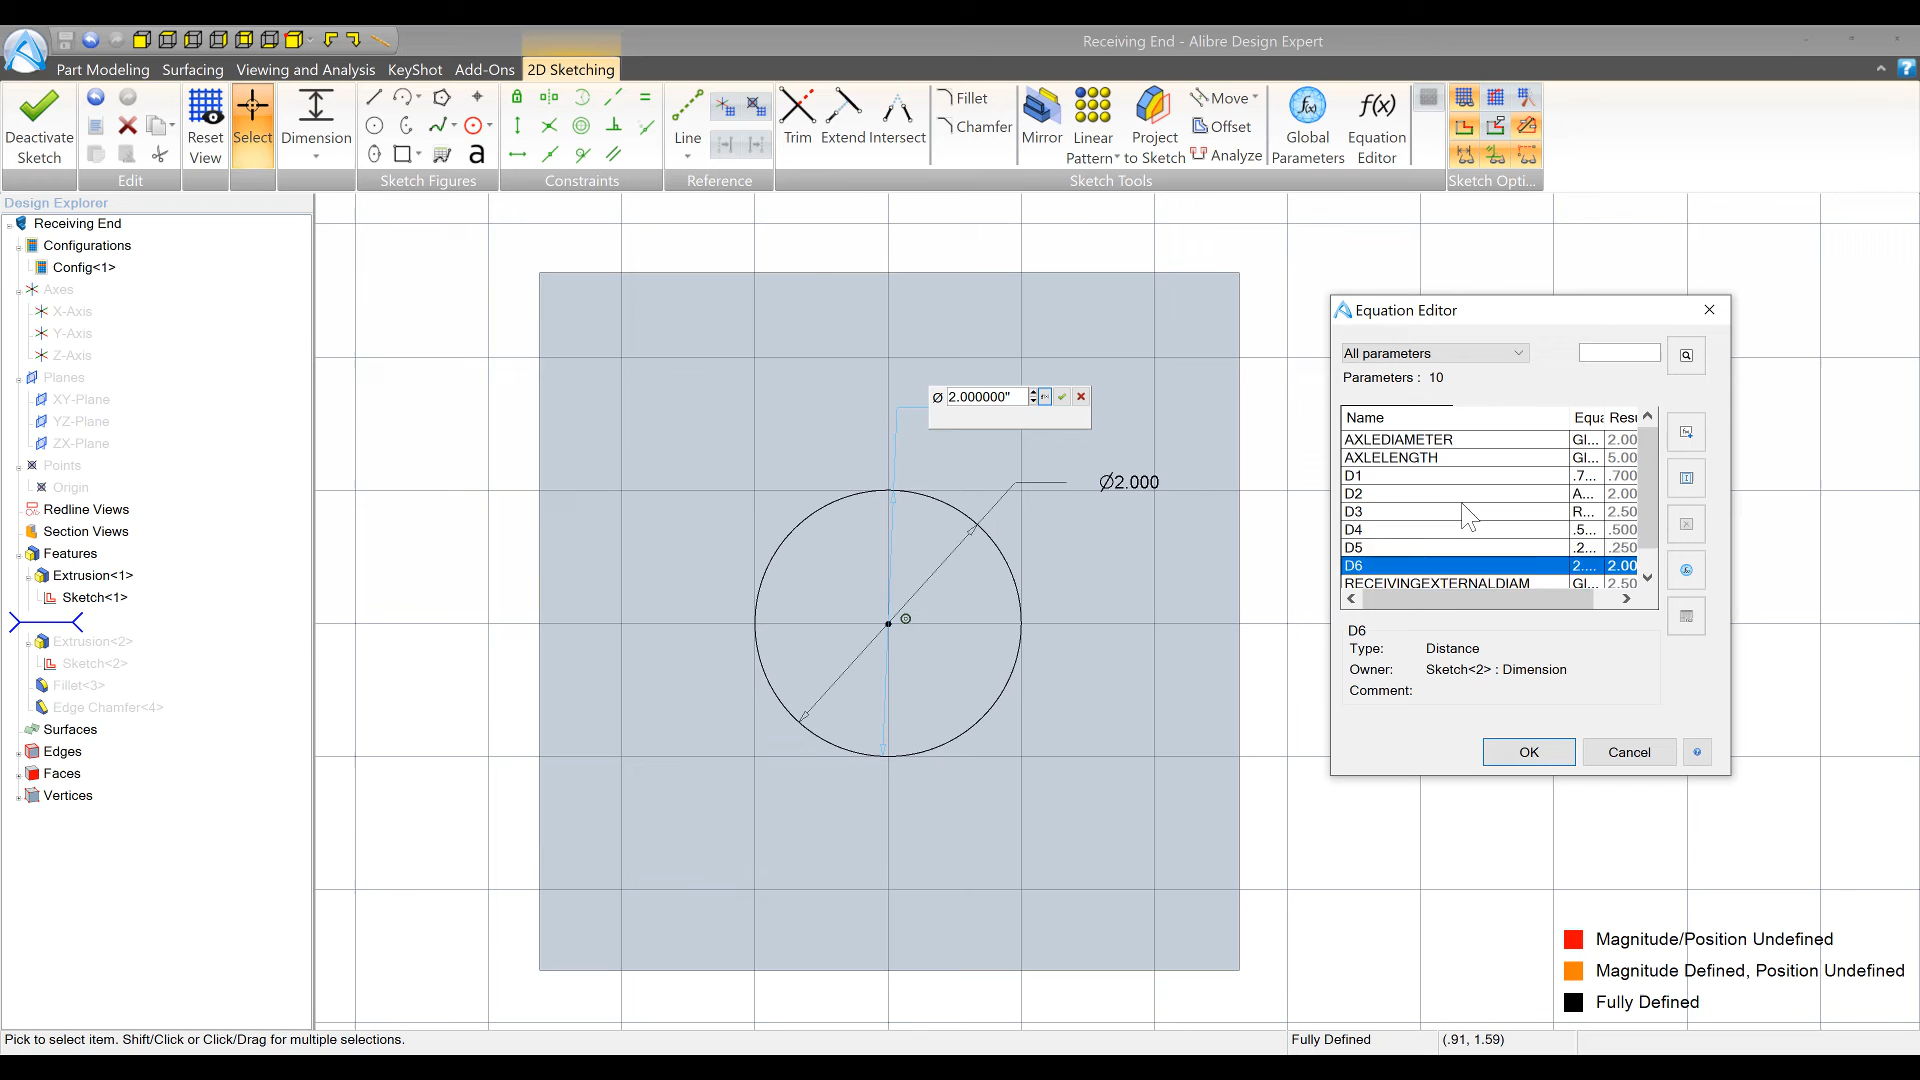 Receiving End - Alibre Design Expert
Part Modeling Surfacing Viewing and Analysis KeyShot Add-Ons 2D Sketching
Deactivate Sketch
Edit
Reset View
Select
Dimension
Sketch Figures
Constraints
Line
Reference
Trim Extend Intersect
Fillet
Chamfer
Mirror
Linear Pattern
Project to Sketch
Move
Offset
Analyze
Sketch Tools
Global Parameters
Equation Editor
Sketch Opti...
Design Explorer
Receiving End
Configurations
Config<1>
Axes
X-Axis
Y-Axis
Z-Axis
Planes
XY-Plane
YZ-Plane
ZX-Plane
Points
Origin
Redline Views
Section Views
Features
Extrusion<1>
Sketch<1>
Extrusion<2>
Sketch<2>
Fillet<3>
Edge Chamfer<4>
Surfaces
Edges
Faces
Vertices
Ø 2.000000"
Ø2.000
Equation Editor
All parameters
Parameters : 10
Name Equa Resu
AXLEDIAMETER Gl... 2.00
AXLELENGTH Gl... 5.00
D1 .7... .700
D2 A... 2.00
D3 R... 2.50
D4 .5... .500
D5 .2... .250
D6 2.... 2.00
RECEIVINGEXTERNALDIAM Gl... 2.50
D6
Type: Distance
Owner: Sketch<2> : Dimension
Comment:
OK Cancel
Magnitude/Position Undefined
Magnitude Defined, Position Undefined
Fully Defined
Pick to select item. Shift/Click or Click/Drag for multiple selections.
Fully Defined
(.91, 1.59)